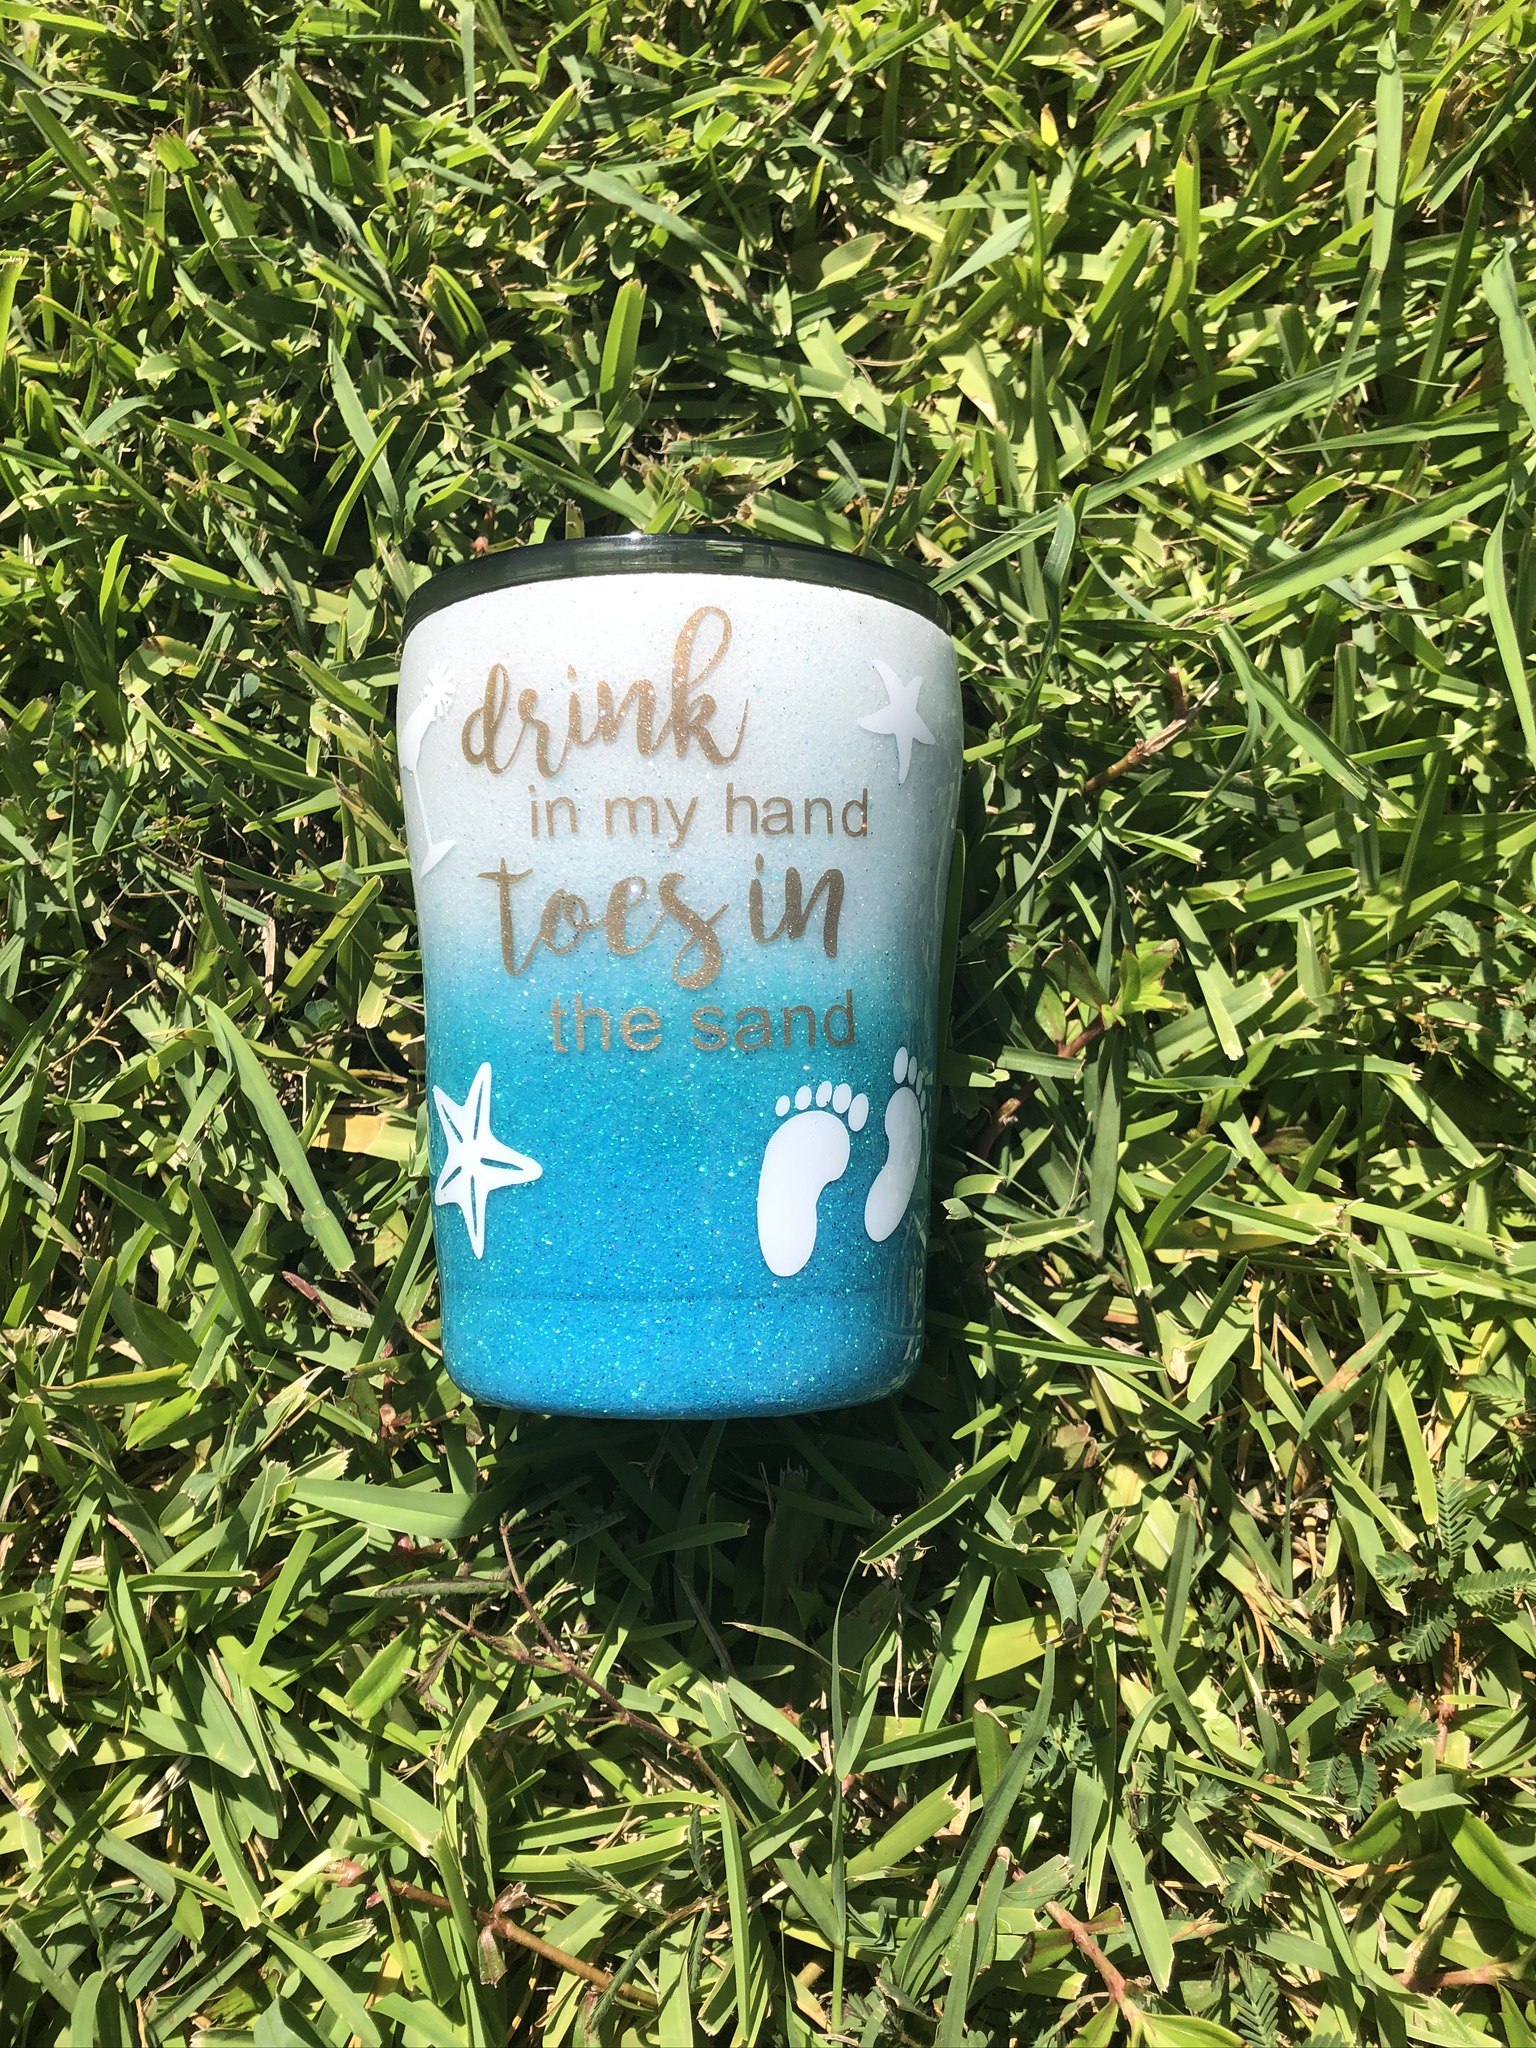 drink
in my hand
toes in
the sand